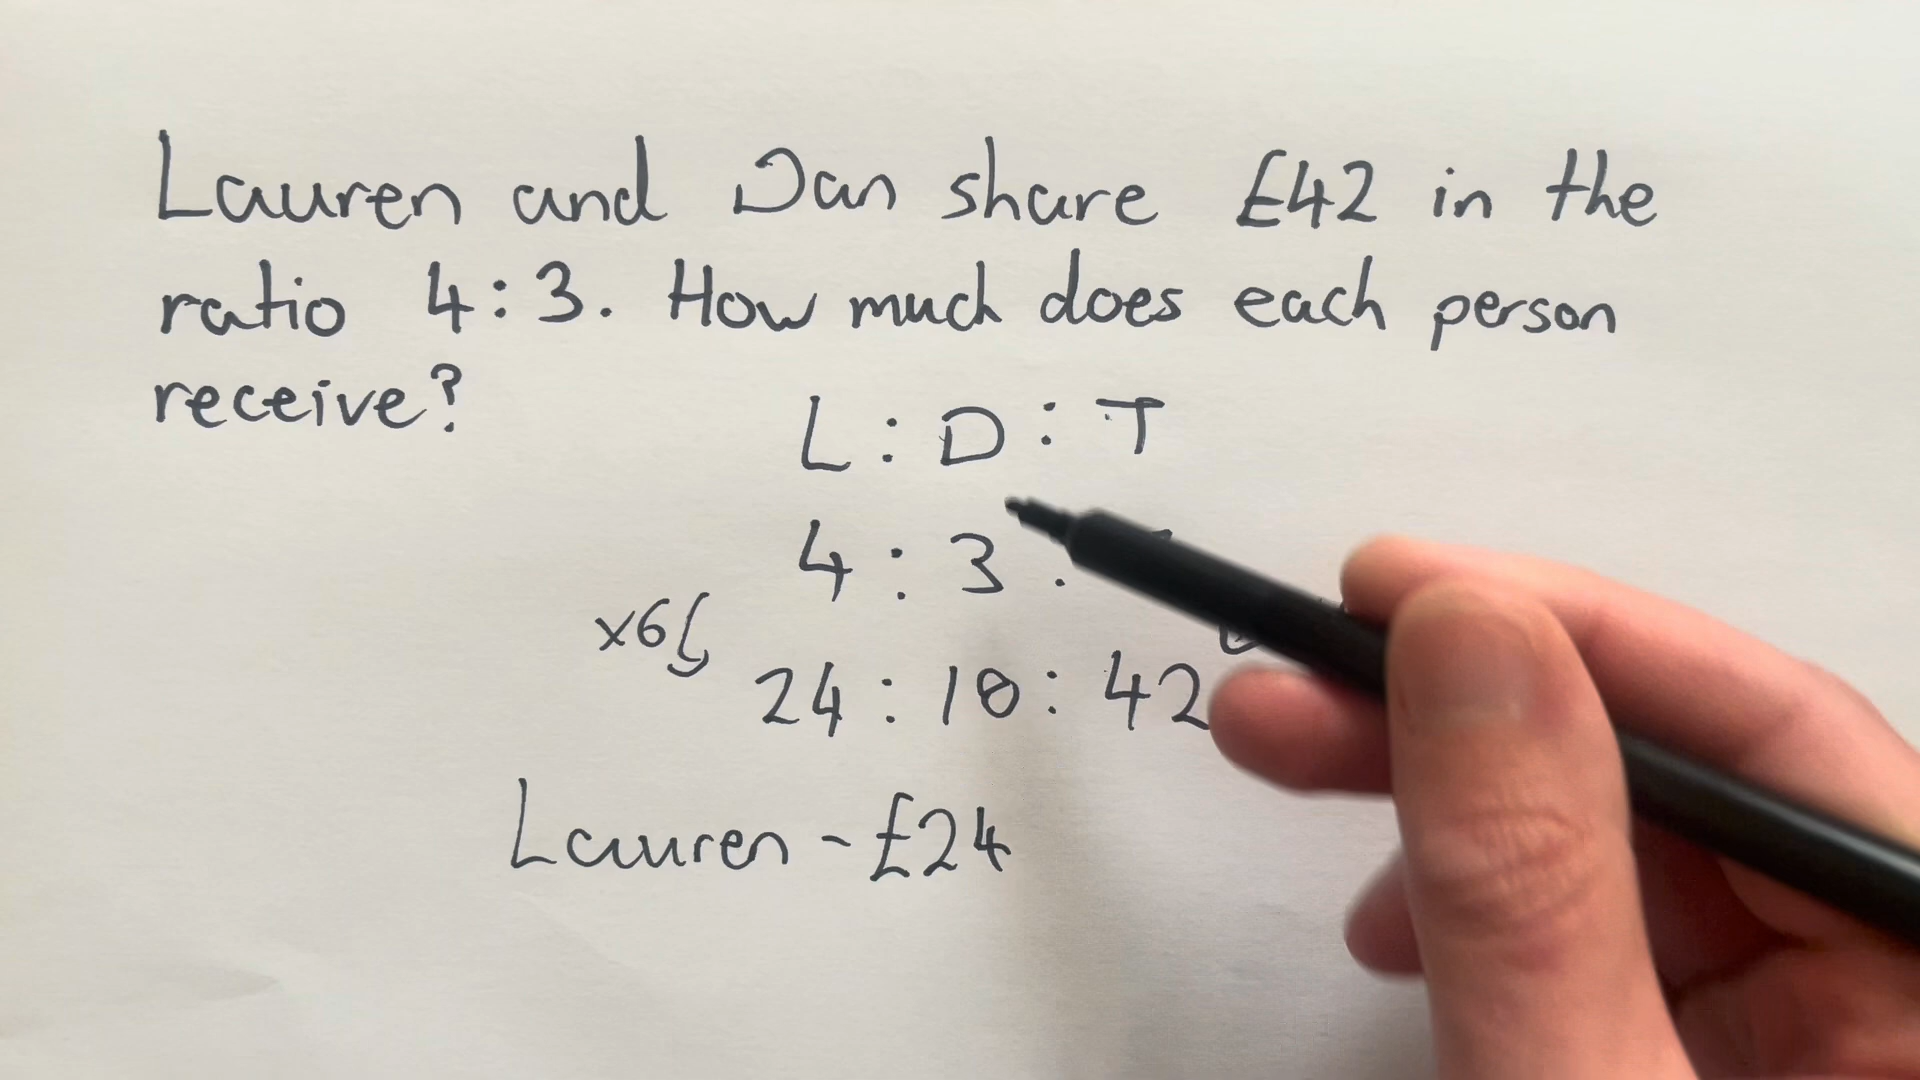 Lauren and Dan share £42 in the
ratio 4:3. How much does each person
receive?
L : D : T
4 : 3 :
x6
24 : 18 : 42
Lauren - £24